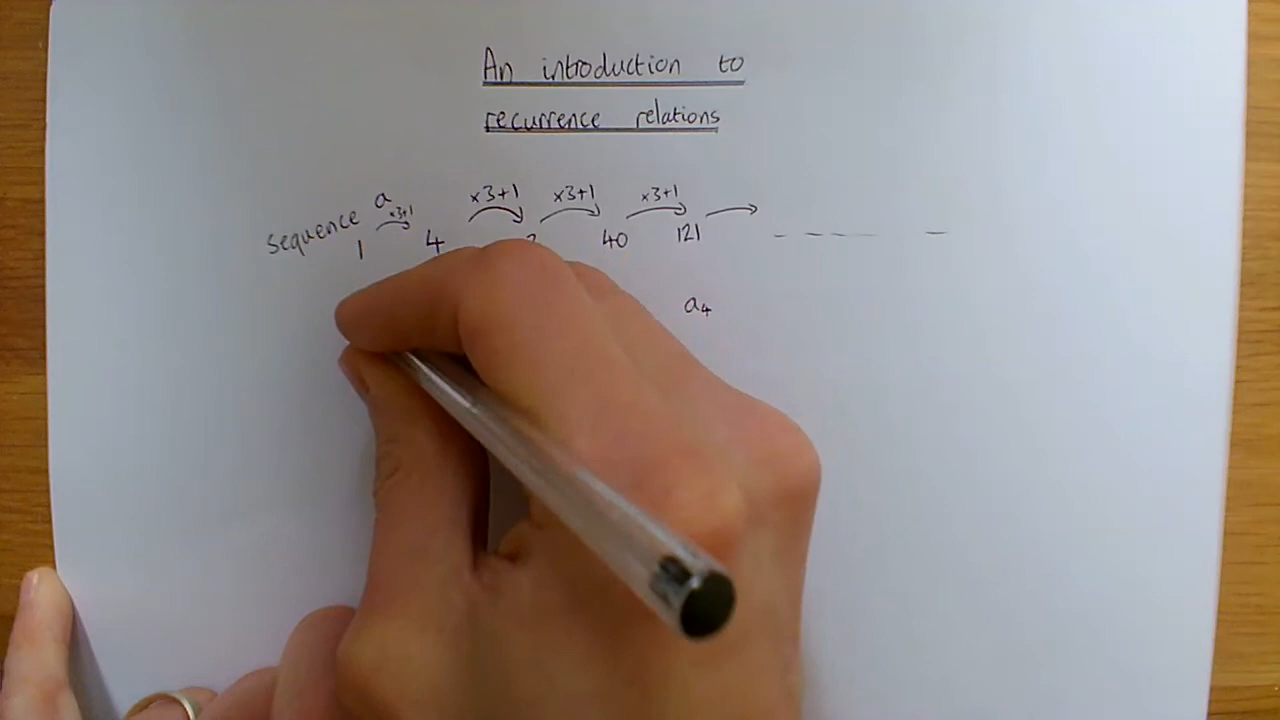 An introduction to
recurrence relations
sequence a ×3+1 ×3+1 ×3+1 ×3+1
1 4 40 121
a₄